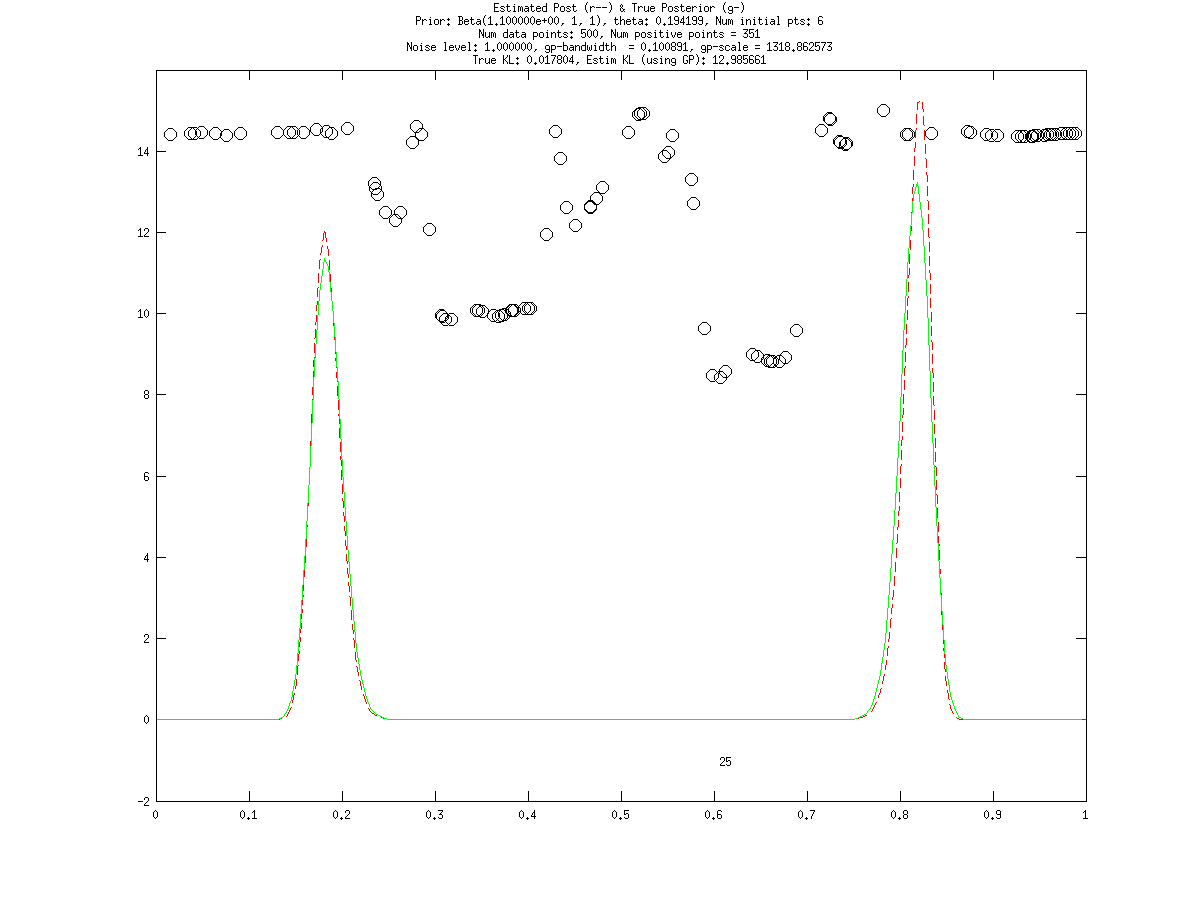 Estimated Post (r--) & True Posterior (g-)
Prior: Beta(1.100000e+00, 1, 1), theta: 0.194199, Num initial pts: 6
Num data points: 500, Num positive points = 351
Noise level: 1.000000, gp-bandwidth  = 0.100891, gp-scale = 1318.862573
True KL: 0.017804, Estim KL (using GP): 12.985661
14
12
10
8
6
4
2
0
25
-2
0 0.1 0.2 0.3 0.4 0.5 0.6 0.7 0.8 0.9 1